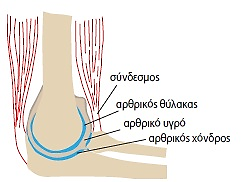 σύνδεσμος
αρθρικός θύλακας
αρθρικό υγρό
αρθρικός χόνδρος